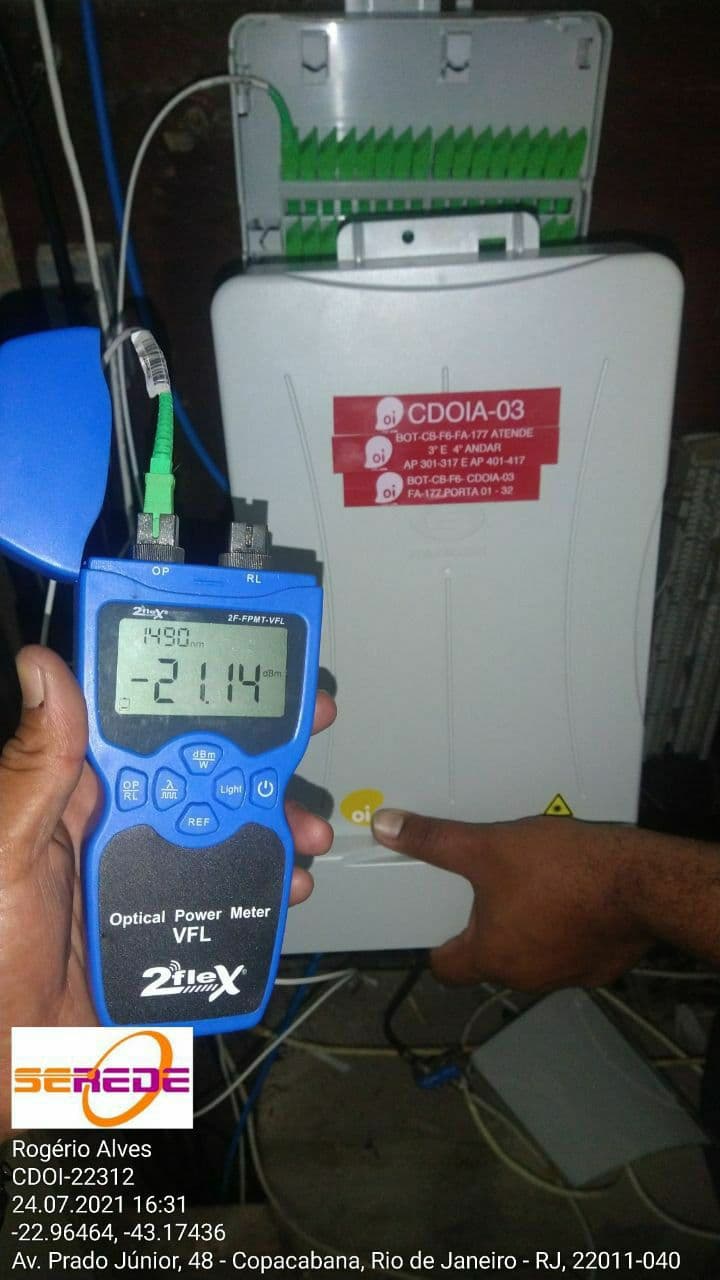 oi CDOIA-03
oi BOT-CB-F6-FA-177 ATENDE
3° E 4° ANDAR
AP 301-317 E AP 401-417
oi BOT-CB-F6- CDOIA-03
FA-177 PORTA 01 - 32
OP RL
2flex 2F-FPMT-VFL
1490nm
-21.14 dBm
dBm
W
OP
RL
λ
Light
REF
Optical Power Meter
VFL
2flex
oi
SEREDE
Rogério Alves
CDOI-22312
24.07.2021 16:31
-22.96464, -43.17436
Av. Prado Júnior, 48 - Copacabana, Rio de Janeiro - RJ, 22011-040